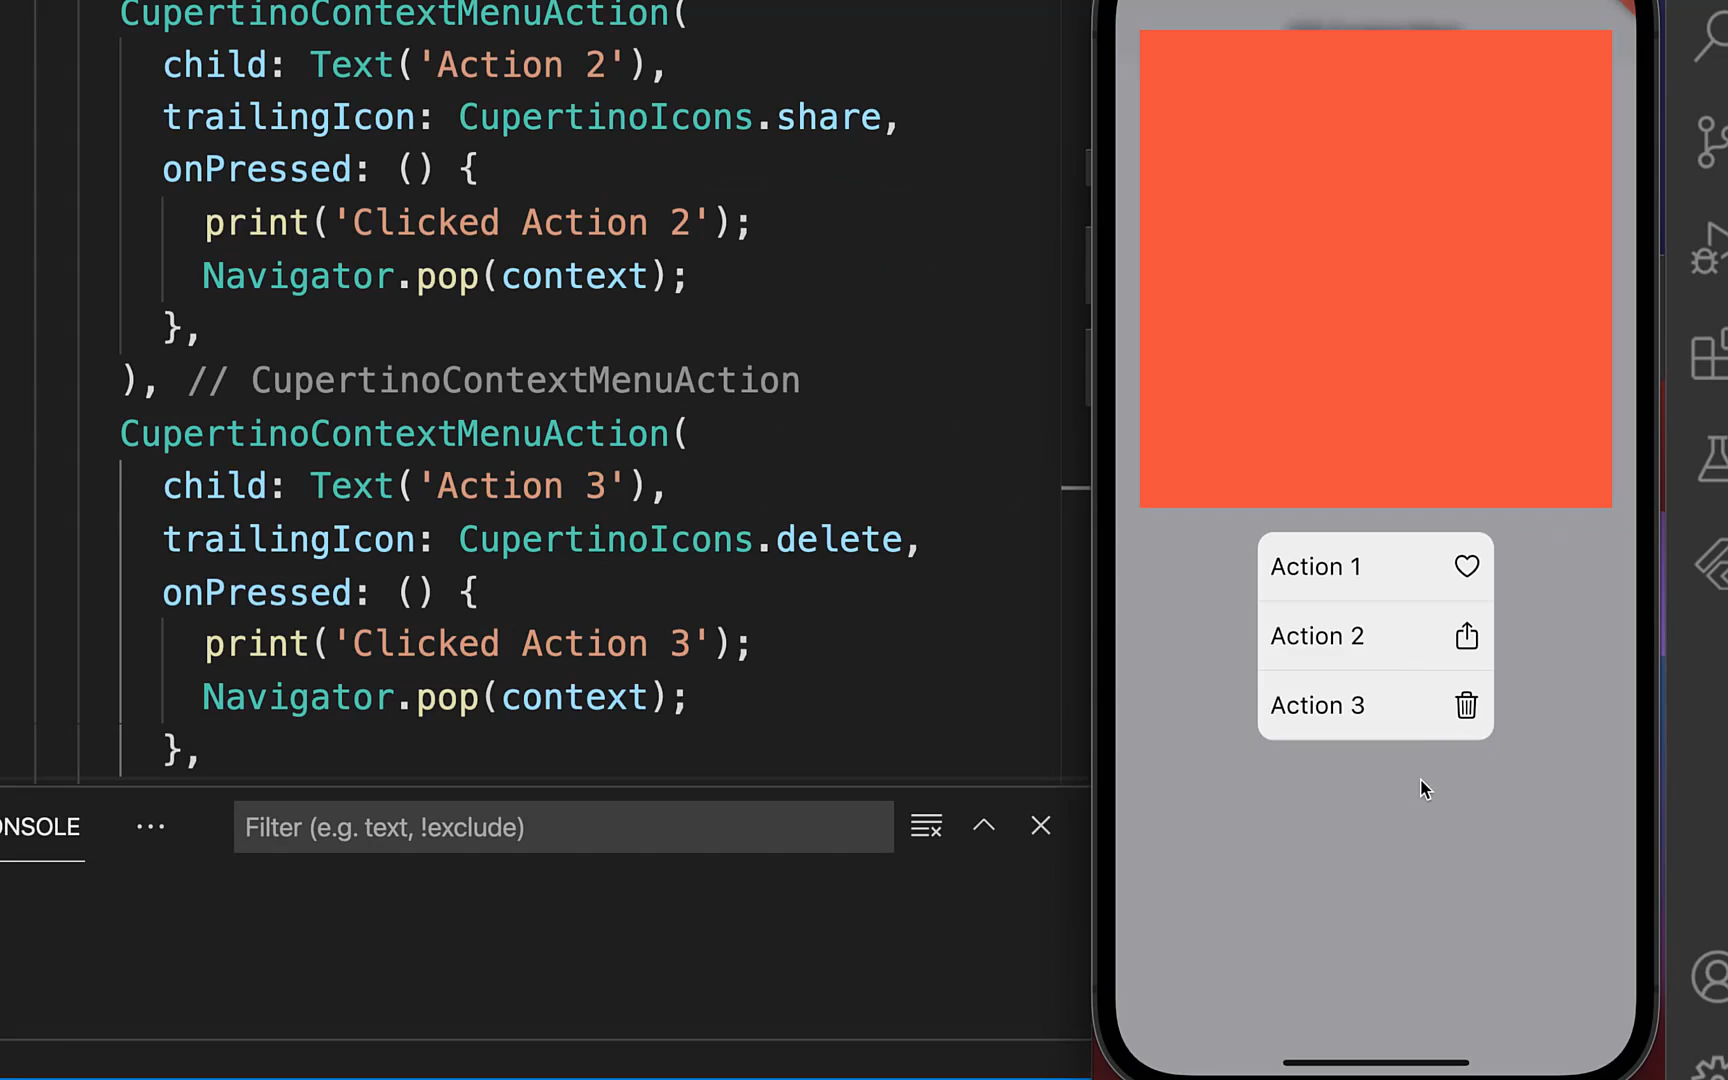 CupertinoContextMenuAction(
child: Text('Action 2'),
trailingIcon: CupertinoIcons.share,
onPressed: () {
print('Clicked Action 2');
Navigator.pop(context);
},
), // CupertinoContextMenuAction
CupertinoContextMenuAction(
child: Text('Action 3'),
trailingIcon: CupertinoIcons.delete,
onPressed: () {
print('Clicked Action 3');
Navigator.pop(context);
},
ONSOLE
Filter (e.g. text, !exclude)
Action 1
Action 2
Action 3